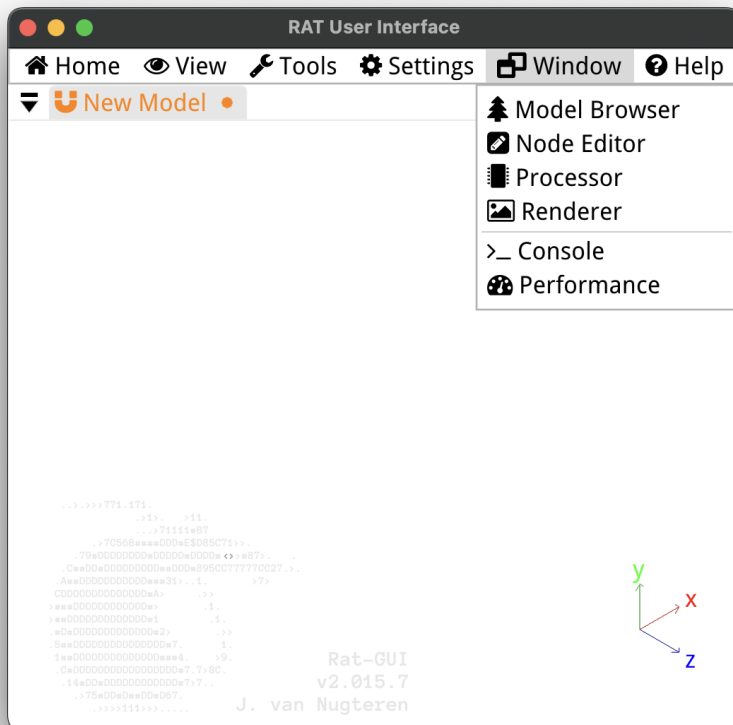 RAT User Interface
Home View Tools Settings Window Help
New Model
Model Browser
Node Editor
Processor
Renderer
Console
Performance
y
x
z
Rat-GUI
v2.015.7
J. van Nugteren